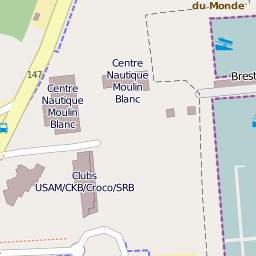 du Monde
Centre
Nautique
Moulin
Blanc
147
Brest
Centre
Nautique
Moulin
Blanc
Clubs
USAM/CKB/Croco/SRB